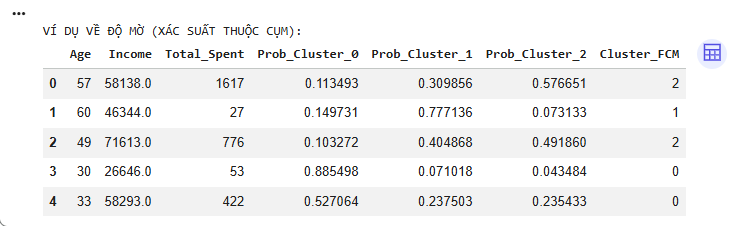 ...
VÍ DỤ VỀ ĐỘ MỜ (XÁC SUẤT THUỘC CỤM):
Age Income Total_Spent Prob_Cluster_0 Prob_Cluster_1 Prob_Cluster_2 Cluster_FCM
0 57 58138.0 1617 0.113493 0.309856 0.576651 2
1 60 46344.0 27 0.149731 0.777136 0.073133 1
2 49 71613.0 776 0.103272 0.404868 0.491860 2
3 30 26646.0 53 0.885498 0.071018 0.043484 0
4 33 58293.0 422 0.527064 0.237503 0.235433 0